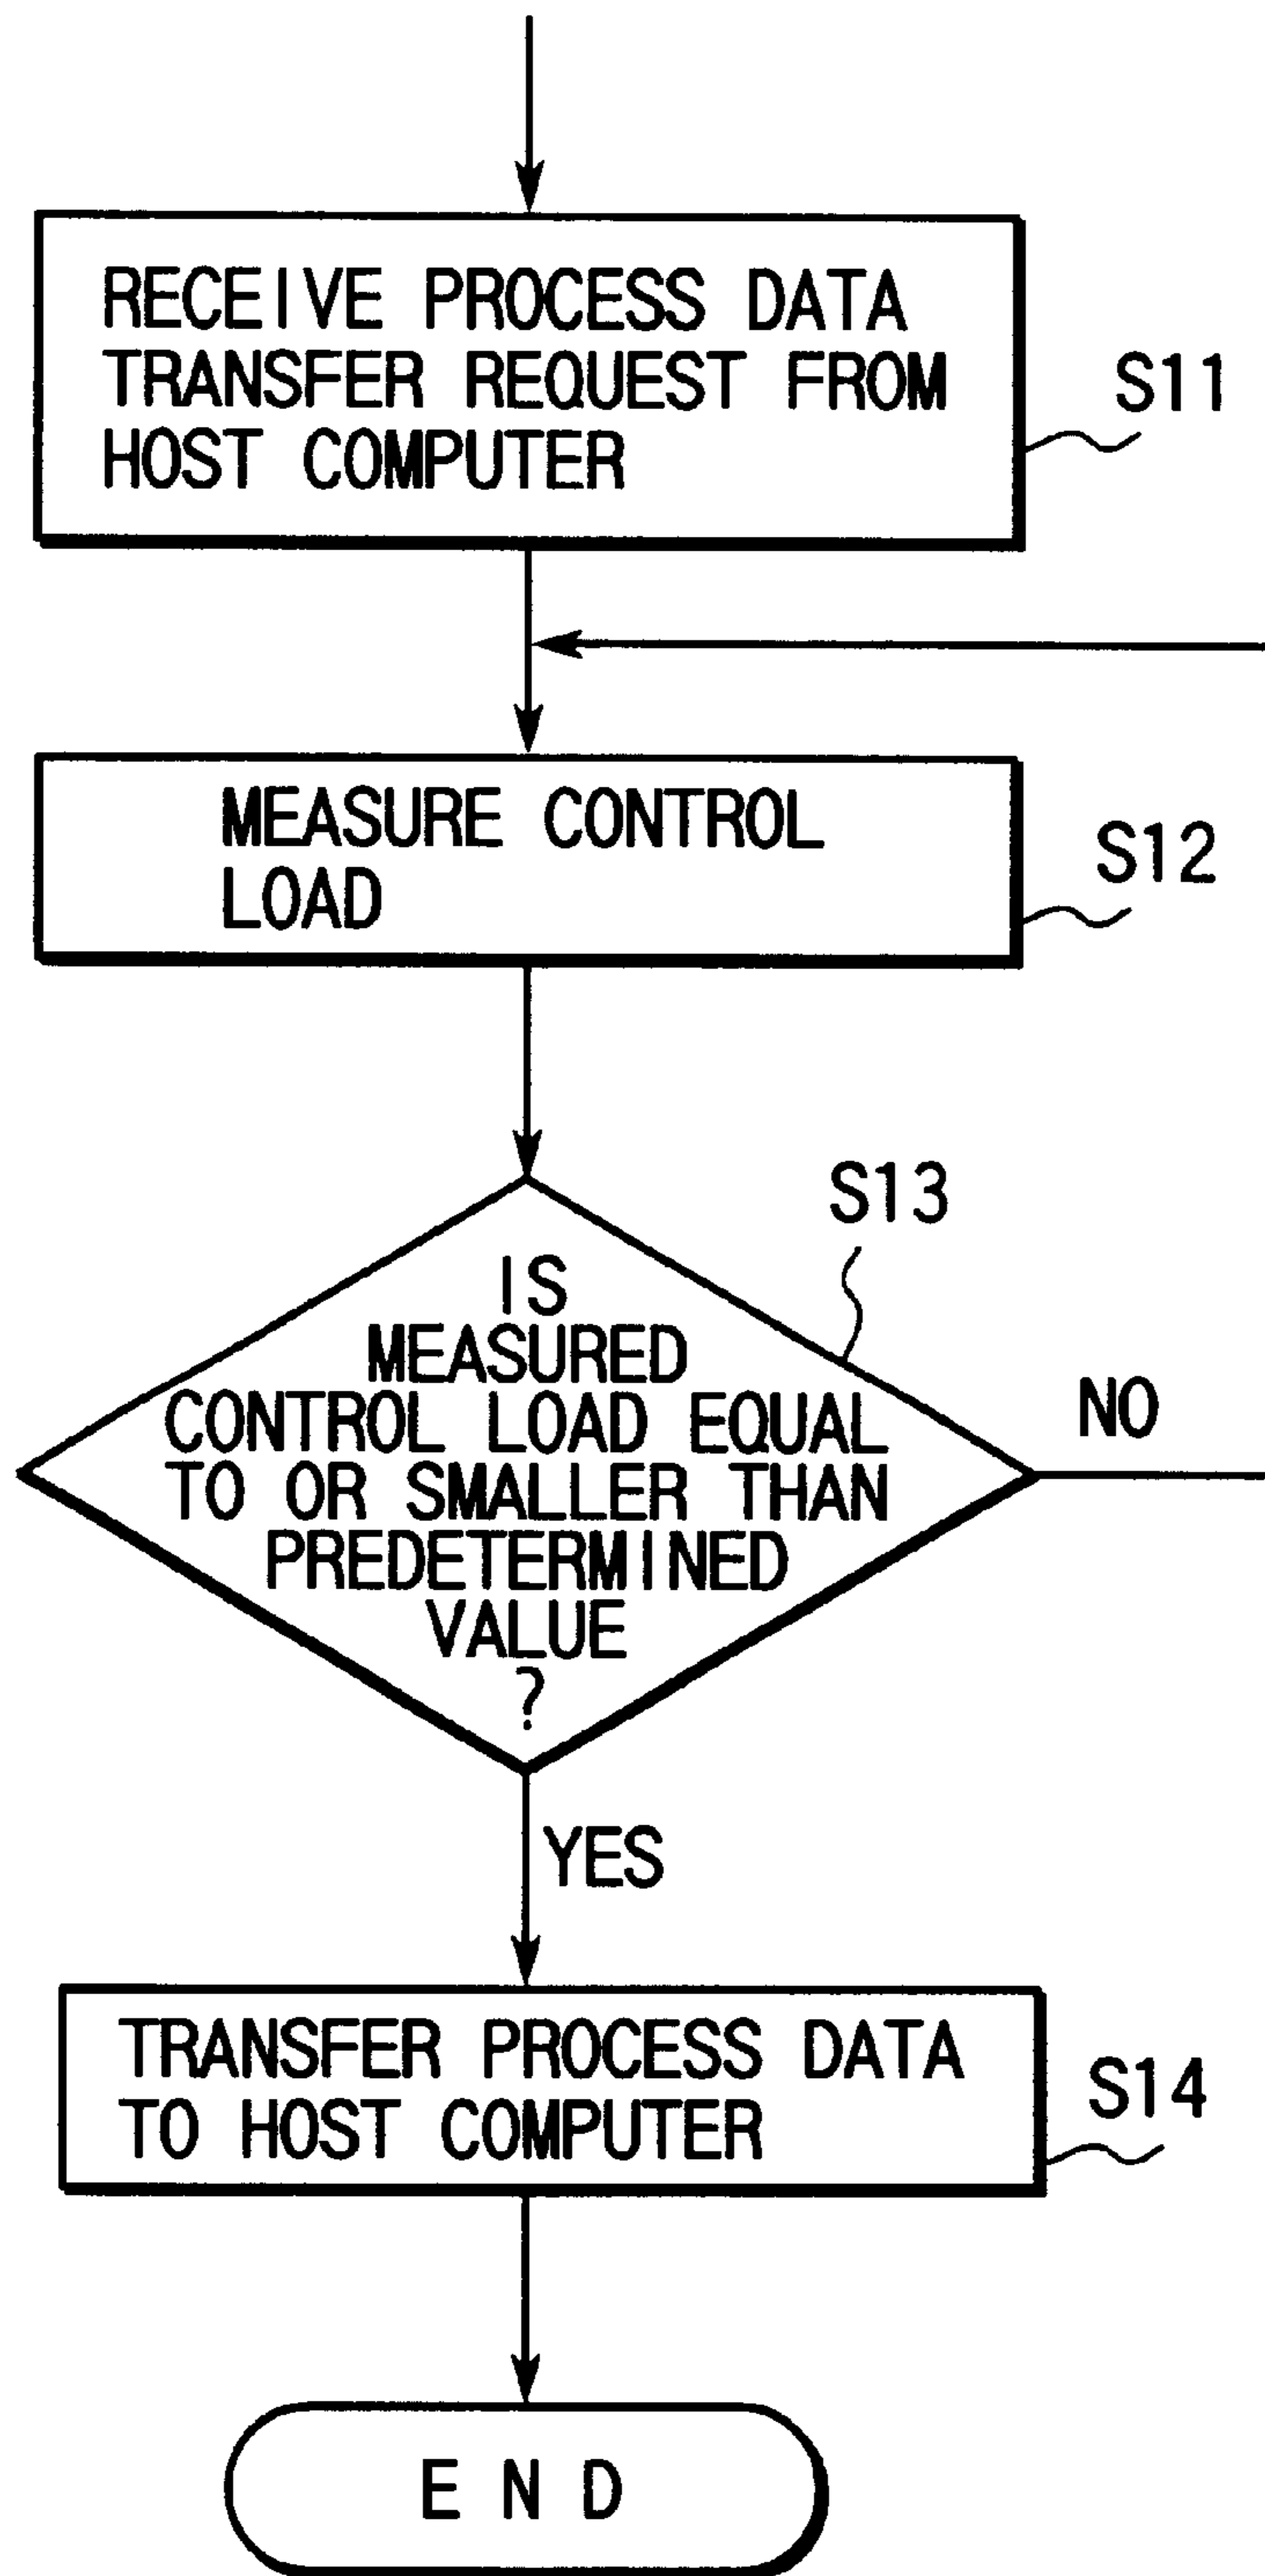 RECEIVE PROCESS DATA
TRANSFER REQUEST FROM
HOST COMPUTER
S11
MEASURE CONTROL
LOAD
S12
S13
IS
MEASURED
CONTROL LOAD EQUAL
TO OR SMALLER THAN
PREDETERMINED
VALUE
?
NO
YES
TRANSFER PROCESS DATA
TO HOST COMPUTER
S14
END